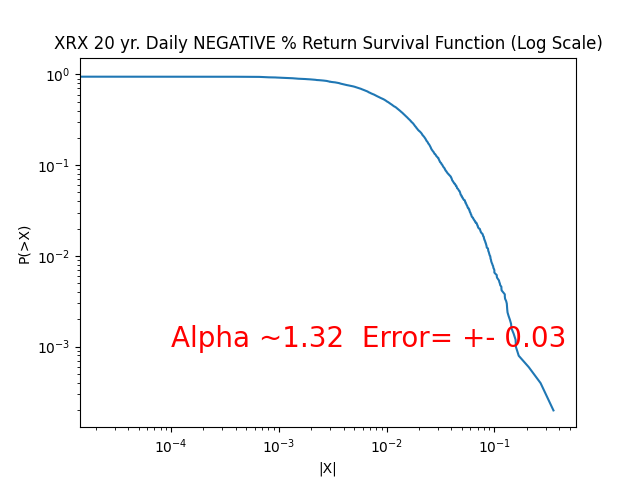 XRX 20 yr. Daily NEGATIVE % Return Survival Function (Log Scale)
10⁰
10⁻¹
10⁻²
10⁻³
P(>X)
Alpha ~1.32  Error= +- 0.03
10⁻⁴ 10⁻³ 10⁻² 10⁻¹
|X|